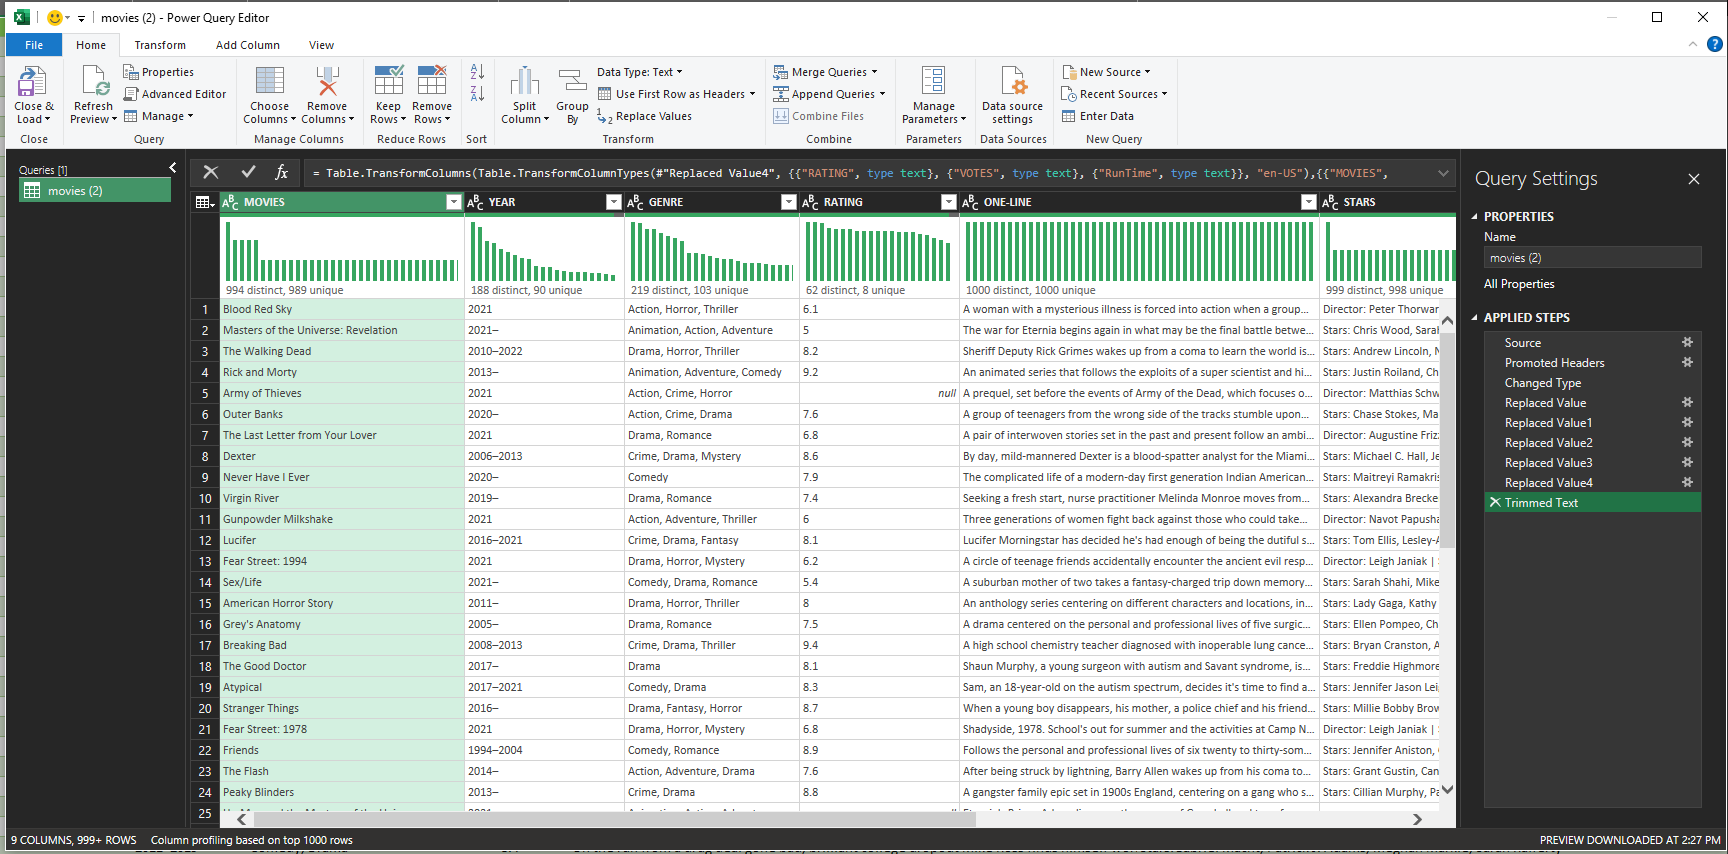 movies (2) - Power Query Editor
File Home Transform Add Column View
Close & Load
Close
Refresh Preview
Properties
Advanced Editor
Manage
Query
Choose Columns
Remove Columns
Manage Columns
Keep Rows
Remove Rows
Reduce Rows
Sort
Split Column
Group By
Data Type: Text
Use First Row as Headers
Replace Values
Transform
Merge Queries
Append Queries
Combine Files
Combine
Manage Parameters
Parameters
Data source settings
Data Sources
New Source
Recent Sources
Enter Data
New Query
Queries [1]
movies (2)
fx = Table.TransformColumns(Table.TransformColumnTypes(#"Replaced Value4", {{"RATING", type text}, {"VOTES", type text}, {"RunTime", type text}}, "en-US"),{{"MOVIES",
MOVIES YEAR GENRE RATING ONE-LINE STARS
994 distinct, 989 unique 188 distinct, 90 unique 219 distinct, 103 unique 62 distinct, 8 unique 1000 distinct, 1000 unique 999 distinct, 998 unique
1 Blood Red Sky 2021 Action, Horror, Thriller 6.1 A woman with a mysterious illness is forced into action when a group... Director: Peter Thorwar
2 Masters of the Universe: Revelation 2021– Animation, Action, Adventure 5 The war for Eternia begins again in what may be the final battle betwe... Stars: Chris Wood, Sara
3 The Walking Dead 2010–2022 Drama, Horror, Thriller 8.2 Sheriff Deputy Rick Grimes wakes up from a coma to learn the world is... Stars: Andrew Lincoln, N
4 Rick and Morty 2013– Animation, Adventure, Comedy 9.2 An animated series that follows the exploits of a super scientist and hi... Stars: Justin Roiland, Ch
5 Army of Thieves 2021 Action, Crime, Horror null A prequel, set before the events of Army of the Dead, which focuses o... Director: Matthias Schw
6 Outer Banks 2020– Action, Crime, Drama 7.6 A group of teenagers from the wrong side of the tracks stumble upon... Stars: Chase Stokes, Ma
7 The Last Letter from Your Lover 2021 Drama, Romance 6.8 A pair of interwoven stories set in the past and present follow an ambi... Director: Augustine Friz
8 Dexter 2006–2013 Crime, Drama, Mystery 8.6 By day, mild-mannered Dexter is a blood-spatter analyst for the Miami... Stars: Michael C. Hall, Je
9 Never Have I Ever 2020– Comedy 7.9 The complicated life of a modern-day first generation Indian American... Stars: Maitreyi Ramakris
10 Virgin River 2019– Drama, Romance 7.4 Seeking a fresh start, nurse practitioner Melinda Monroe moves from... Stars: Alexandra Brecke
11 Gunpowder Milkshake 2021 Action, Adventure, Thriller 6 Three generations of women fight back against those who could take... Director: Navot Papusha
12 Lucifer 2016–2021 Crime, Drama, Fantasy 8.1 Lucifer Morningstar has decided he's had enough of being the dutiful s... Stars: Tom Ellis, Lesley-A
13 Fear Street: 1994 2021 Drama, Horror, Mystery 6.2 A circle of teenage friends accidentally encounter the ancient evil resp... Director: Leigh Janiak |
14 Sex/Life 2021– Comedy, Drama, Romance 5.4 A suburban mother of two takes a fantasy-charged trip down memory... Stars: Sarah Shahi, Mike
15 American Horror Story 2011– Drama, Horror, Thriller 8 An anthology series centering on different characters and locations, in... Stars: Lady Gaga, Kathy
16 Grey's Anatomy 2005– Drama, Romance 7.5 A drama centered on the personal and professional lives of five surgic... Stars: Ellen Pompeo, Ch
17 Breaking Bad 2008–2013 Crime, Drama, Thriller 9.4 A high school chemistry teacher diagnosed with inoperable lung cance... Stars: Bryan Cranston, A
18 The Good Doctor 2017– Drama 8.1 Shaun Murphy, a young surgeon with autism and Savant syndrome, is... Stars: Freddie Highmore
19 Atypical 2017–2021 Comedy, Drama 8.3 Sam, an 18-year-old on the autism spectrum, decides it's time to find a... Stars: Jennifer Jason Lei
20 Stranger Things 2016– Drama, Fantasy, Horror 8.7 When a young boy disappears, his mother, a police chief and his friend... Stars: Millie Bobby Brow
21 Fear Street: 1978 2021 Drama, Horror, Mystery 6.8 Shadyside, 1978. School's out for summer and the activities at Camp N... Director: Leigh Janiak |
22 Friends 1994–2004 Comedy, Romance 8.9 Follows the personal and professional lives of six twenty to thirty-som... Stars: Jennifer Aniston,
23 The Flash 2014– Action, Adventure, Drama 7.6 After being struck by lightning, Barry Allen wakes up from his coma to... Stars: Grant Gustin, Can
24 Peaky Blinders 2013– Crime, Drama 8.8 A gangster family epic set in 1900s England, centering on a gang who s... Stars: Cillian Murphy, Pa
25
Query Settings
PROPERTIES
Name
movies (2)
All Properties
APPLIED STEPS
Source
Promoted Headers
Changed Type
Replaced Value
Replaced Value1
Replaced Value2
Replaced Value3
Replaced Value4
Trimmed Text
9 COLUMNS, 999+ ROWS Column profiling based on top 1000 rows PREVIEW DOWNLOADED AT 2:27 PM